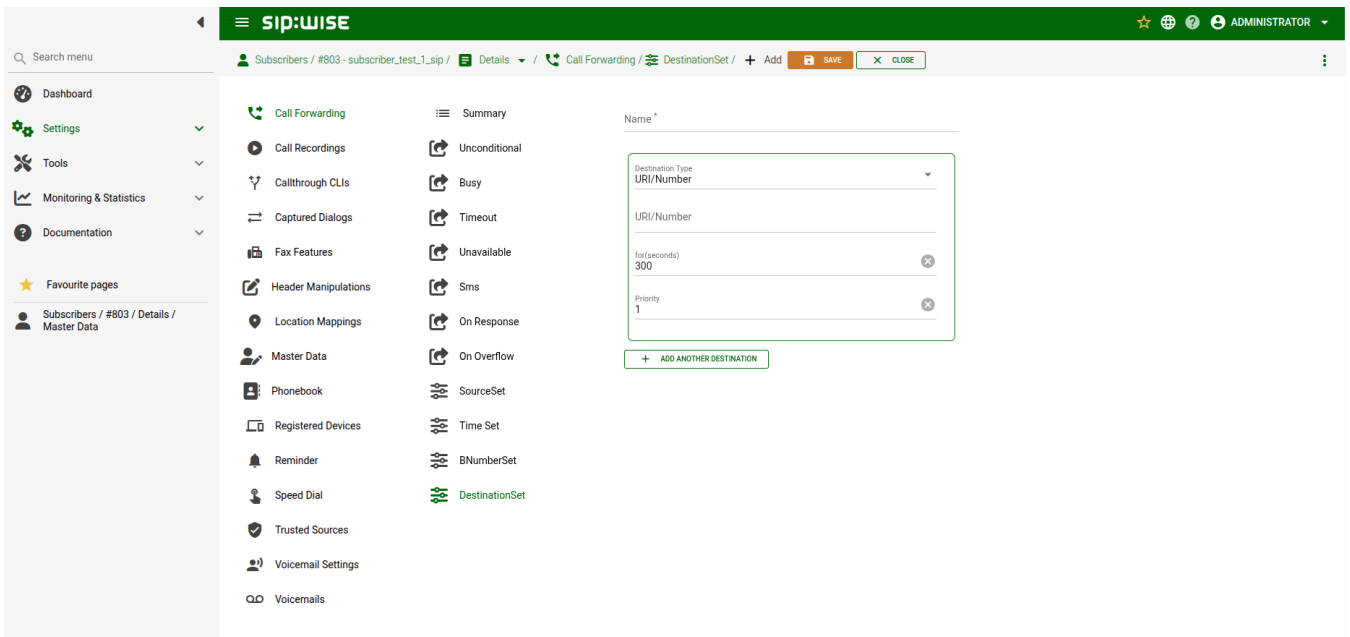 sip:wise
ADMINISTRATOR
Search menu
Subscribers / #803 - subscriber_test_1_sip / Details / Call Forwarding / DestinationSet / Add SAVE CLOSE
Dashboard
Settings
Tools
Monitoring & Statistics
Documentation
Favourite pages
Subscribers / #803 / Details /
Master Data
Call Forwarding
Call Recordings
Callthrough CLIs
Captured Dialogs
Fax Features
Header Manipulations
Location Mappings
Master Data
Phonebook
Registered Devices
Reminder
Speed Dial
Trusted Sources
Voicemail Settings
Voicemails
Summary
Unconditional
Busy
Timeout
Unavailable
Sms
On Response
On Overflow
SourceSet
Time Set
BNumberSet
DestinationSet
Name *
Destination Type
URI/Number
URI/Number
for(seconds)
300
Priority
1
ADD ANOTHER DESTINATION